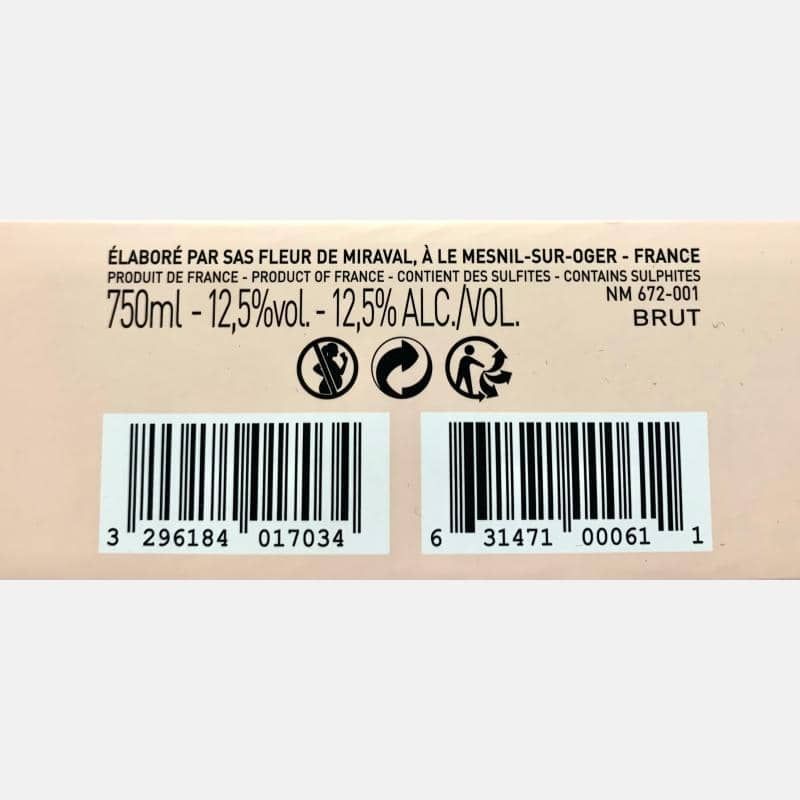 ÉLABORÉ PAR SAS FLEUR DE MIRAVAL, À LE MESNIL-SUR-OGER - FRANCE
PRODUIT DE FRANCE - PRODUCT OF FRANCE - CONTIENT DES SULFITES - CONTAINS SULPHITES
750ml - 12,5%vol. - 12,5% ALC./VOL.
NM 672-001
BRUT
3 296184 017034
6 31471 00061 1